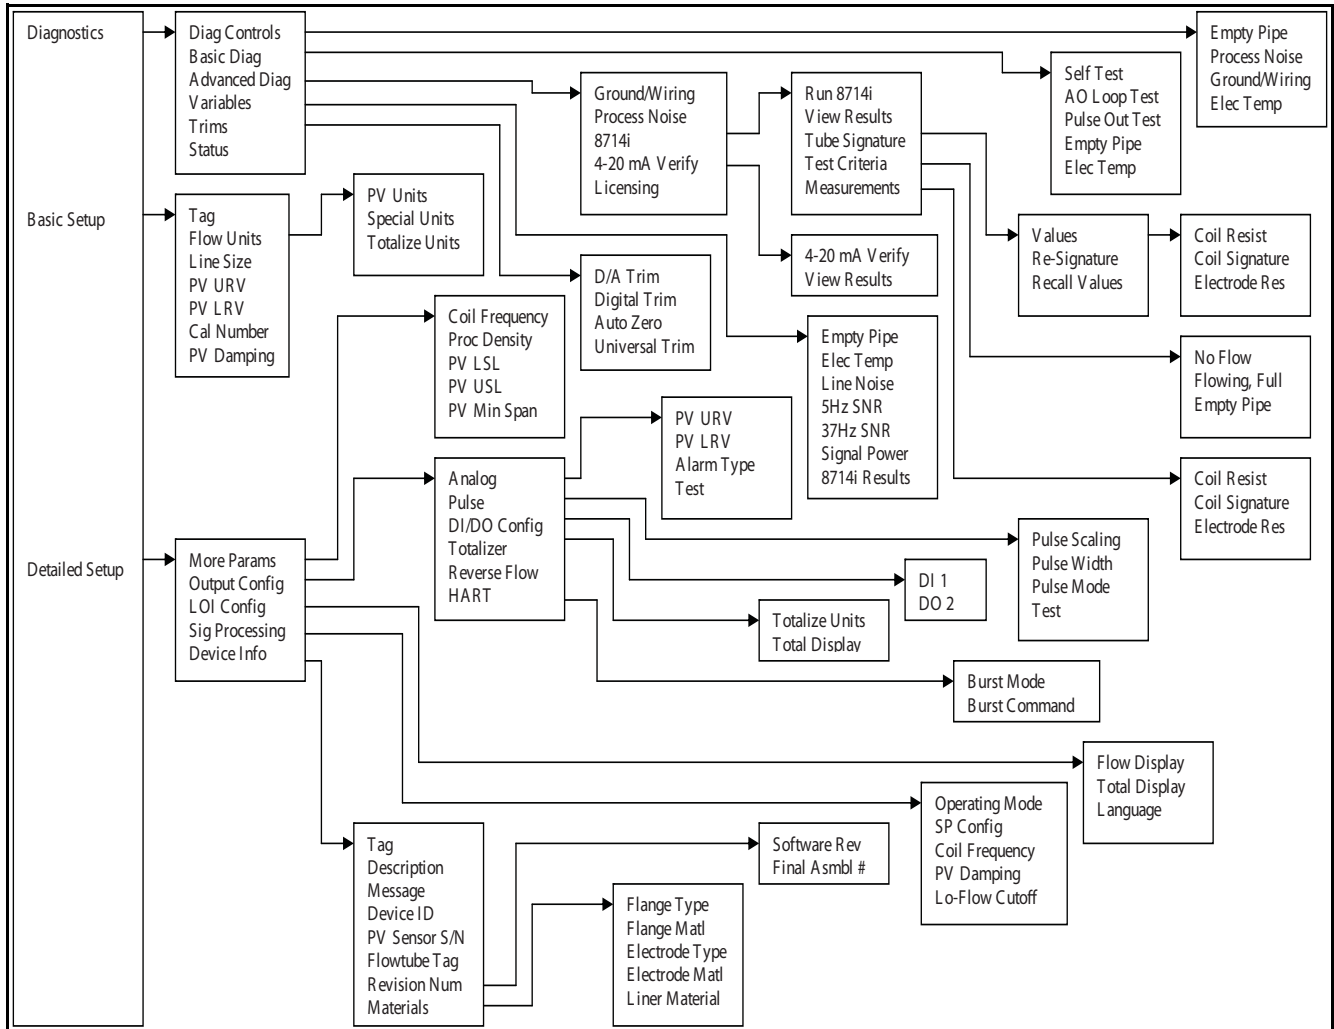 Diagnostics
Basic Setup
Detailed Setup
Diag Controls
Basic Diag
Advanced Diag
Variables
Trims
Status
Empty Pipe
Process Noise
Ground/Wiring
Elec Temp
Self Test
AO Loop Test
Pulse Out Test
Empty Pipe
Elec Temp
Ground/Wiring
Process Noise
8714i
4-20 mA Verify
Licensing
Run 8714i
View Results
Tube Signature
Test Criteria
Measurements
Tag
Flow Units
Line Size
PV URV
PV LRV
Cal Number
PV Damping
PV Units
Special Units
Totalize Units
4-20 mA Verify
View Results
Values
Re-Signature
Recall Values
Coil Resist
Coil Signature
Electrode Res
D/A Trim
Digital Trim
Auto Zero
Universal Trim
Coil Frequency
Proc Density
PV LSL
PV USL
PV Min Span
Empty Pipe
Elec Temp
Line Noise
5Hz SNR
37Hz SNR
Signal Power
8714i Results
No Flow
Flowing, Full
Empty Pipe
PV URV
PV LRV
Alarm Type
Test
Analog
Pulse
DI/DO Config
Totalizer
Reverse Flow
HART
Coil Resist
Coil Signature
Electrode Res
Pulse Scaling
Pulse Width
Pulse Mode
Test
More Params
Output Config
LOI Config
Sig Processing
Device Info
DI 1
DO 2
Totalize Units
Total Display
Burst Mode
Burst Command
Flow Display
Total Display
Language
Operating Mode
SP Config
Coil Frequency
PV Damping
Lo-Flow Cutoff
Tag
Description
Message
Device ID
PV Sensor S/N
Flowtube Tag
Revision Num
Materials
Software Rev
Final Asmbl #
Flange Type
Flange Matl
Electrode Type
Electrode Matl
Liner Material